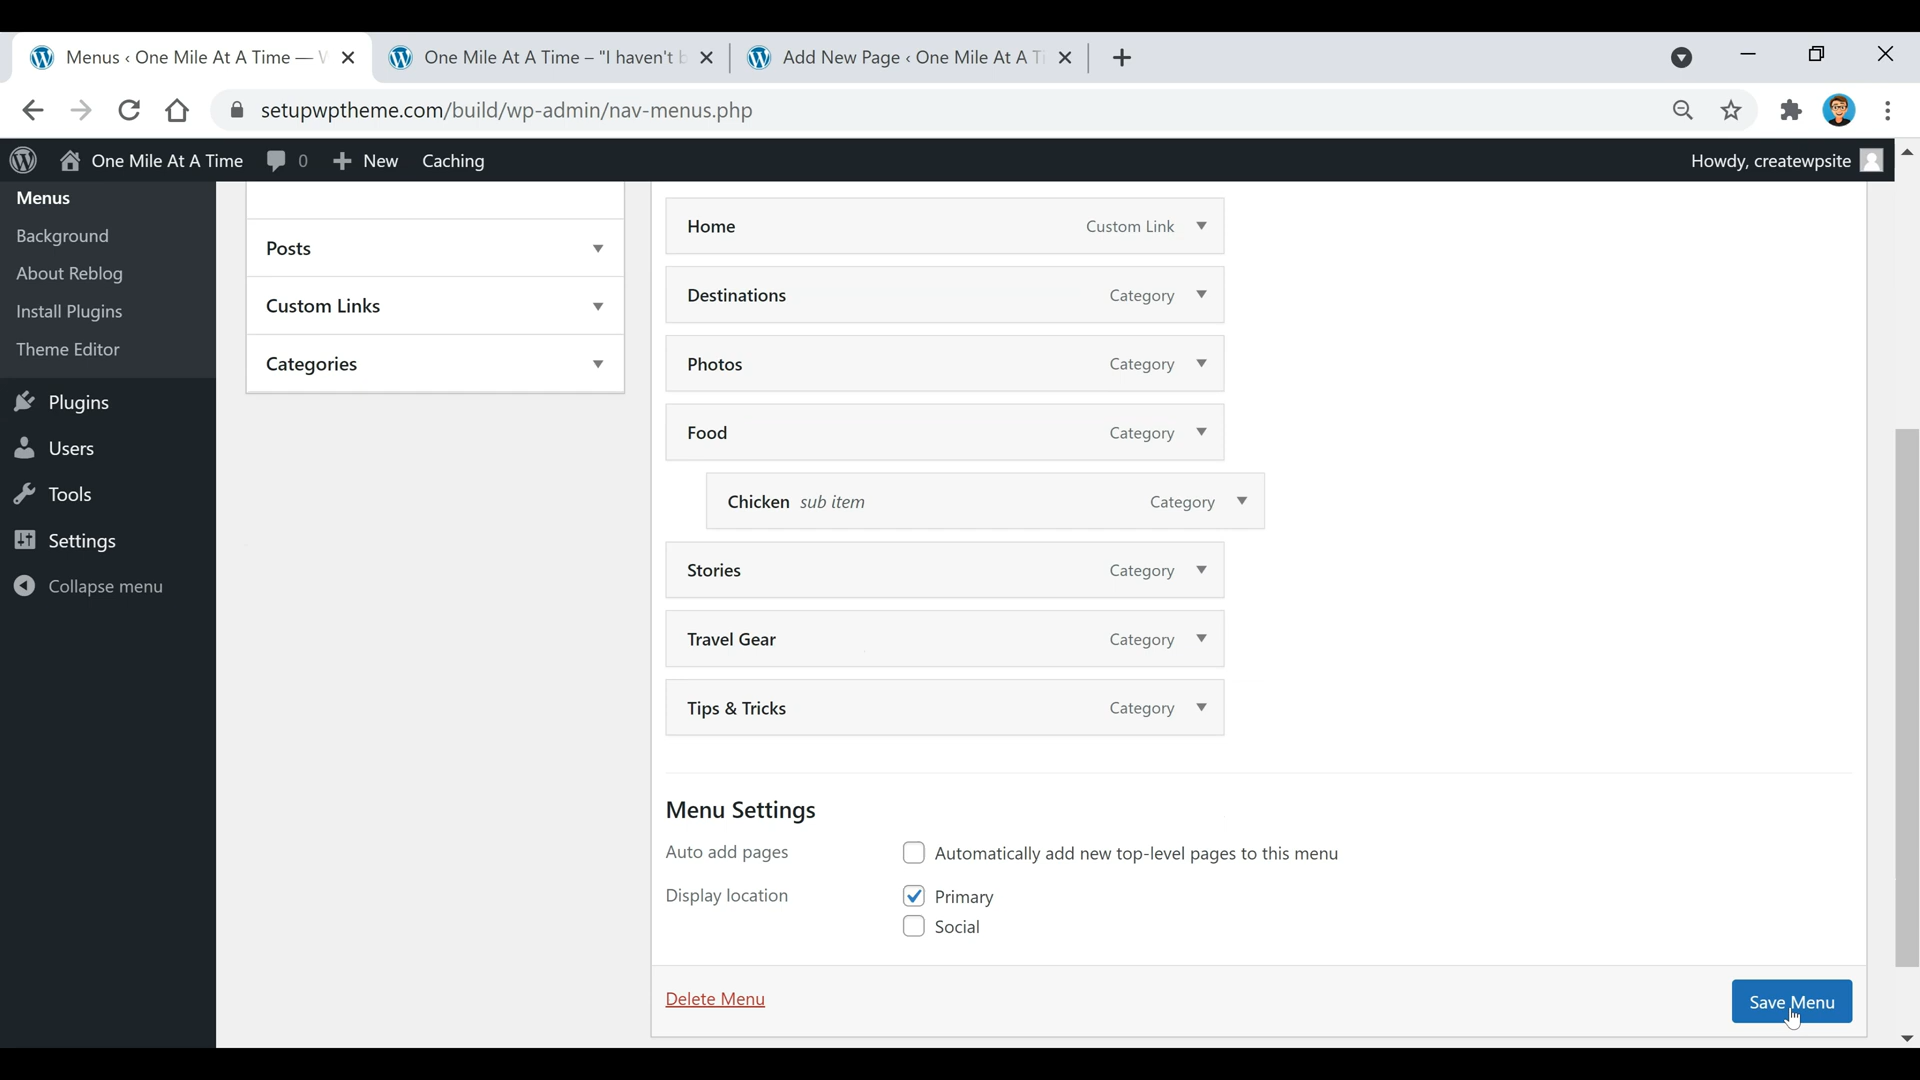 Menus ‹ One Mile At A Time — W
One Mile At A Time – "I haven't b
Add New Page ‹ One Mile At A Ti
setupwptheme.com/build/wp-admin/nav-menus.php
One Mile At A Time
0
New
Caching
Howdy, createwpsite
Menus
Background
About Reblog
Install Plugins
Theme Editor
Plugins
Users
Tools
Settings
Collapse menu
Posts
Custom Links
Categories
Home Custom Link
Destinations Category
Photos Category
Food Category
Chicken sub item Category
Stories Category
Travel Gear Category
Tips & Tricks Category
Menu Settings
Auto add pages Automatically add new top-level pages to this menu
Display location Primary
Social
Delete Menu
Save Menu